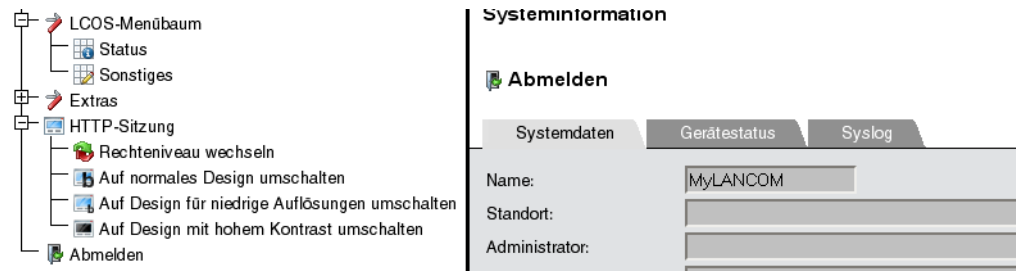 LCOS-Menübaum
Status
Sonstiges
Extras
HTTP-Sitzung
Rechteniveau wechseln
Auf normales Design umschalten
Auf Design für niedrige Auflösungen umschalten
Auf Design mit hohem Kontrast umschalten
Abmelden
Systeminformation
Abmelden
Systemdaten Gerätestatus Syslog
Name: MyLANCOM
Standort:
Administrator: